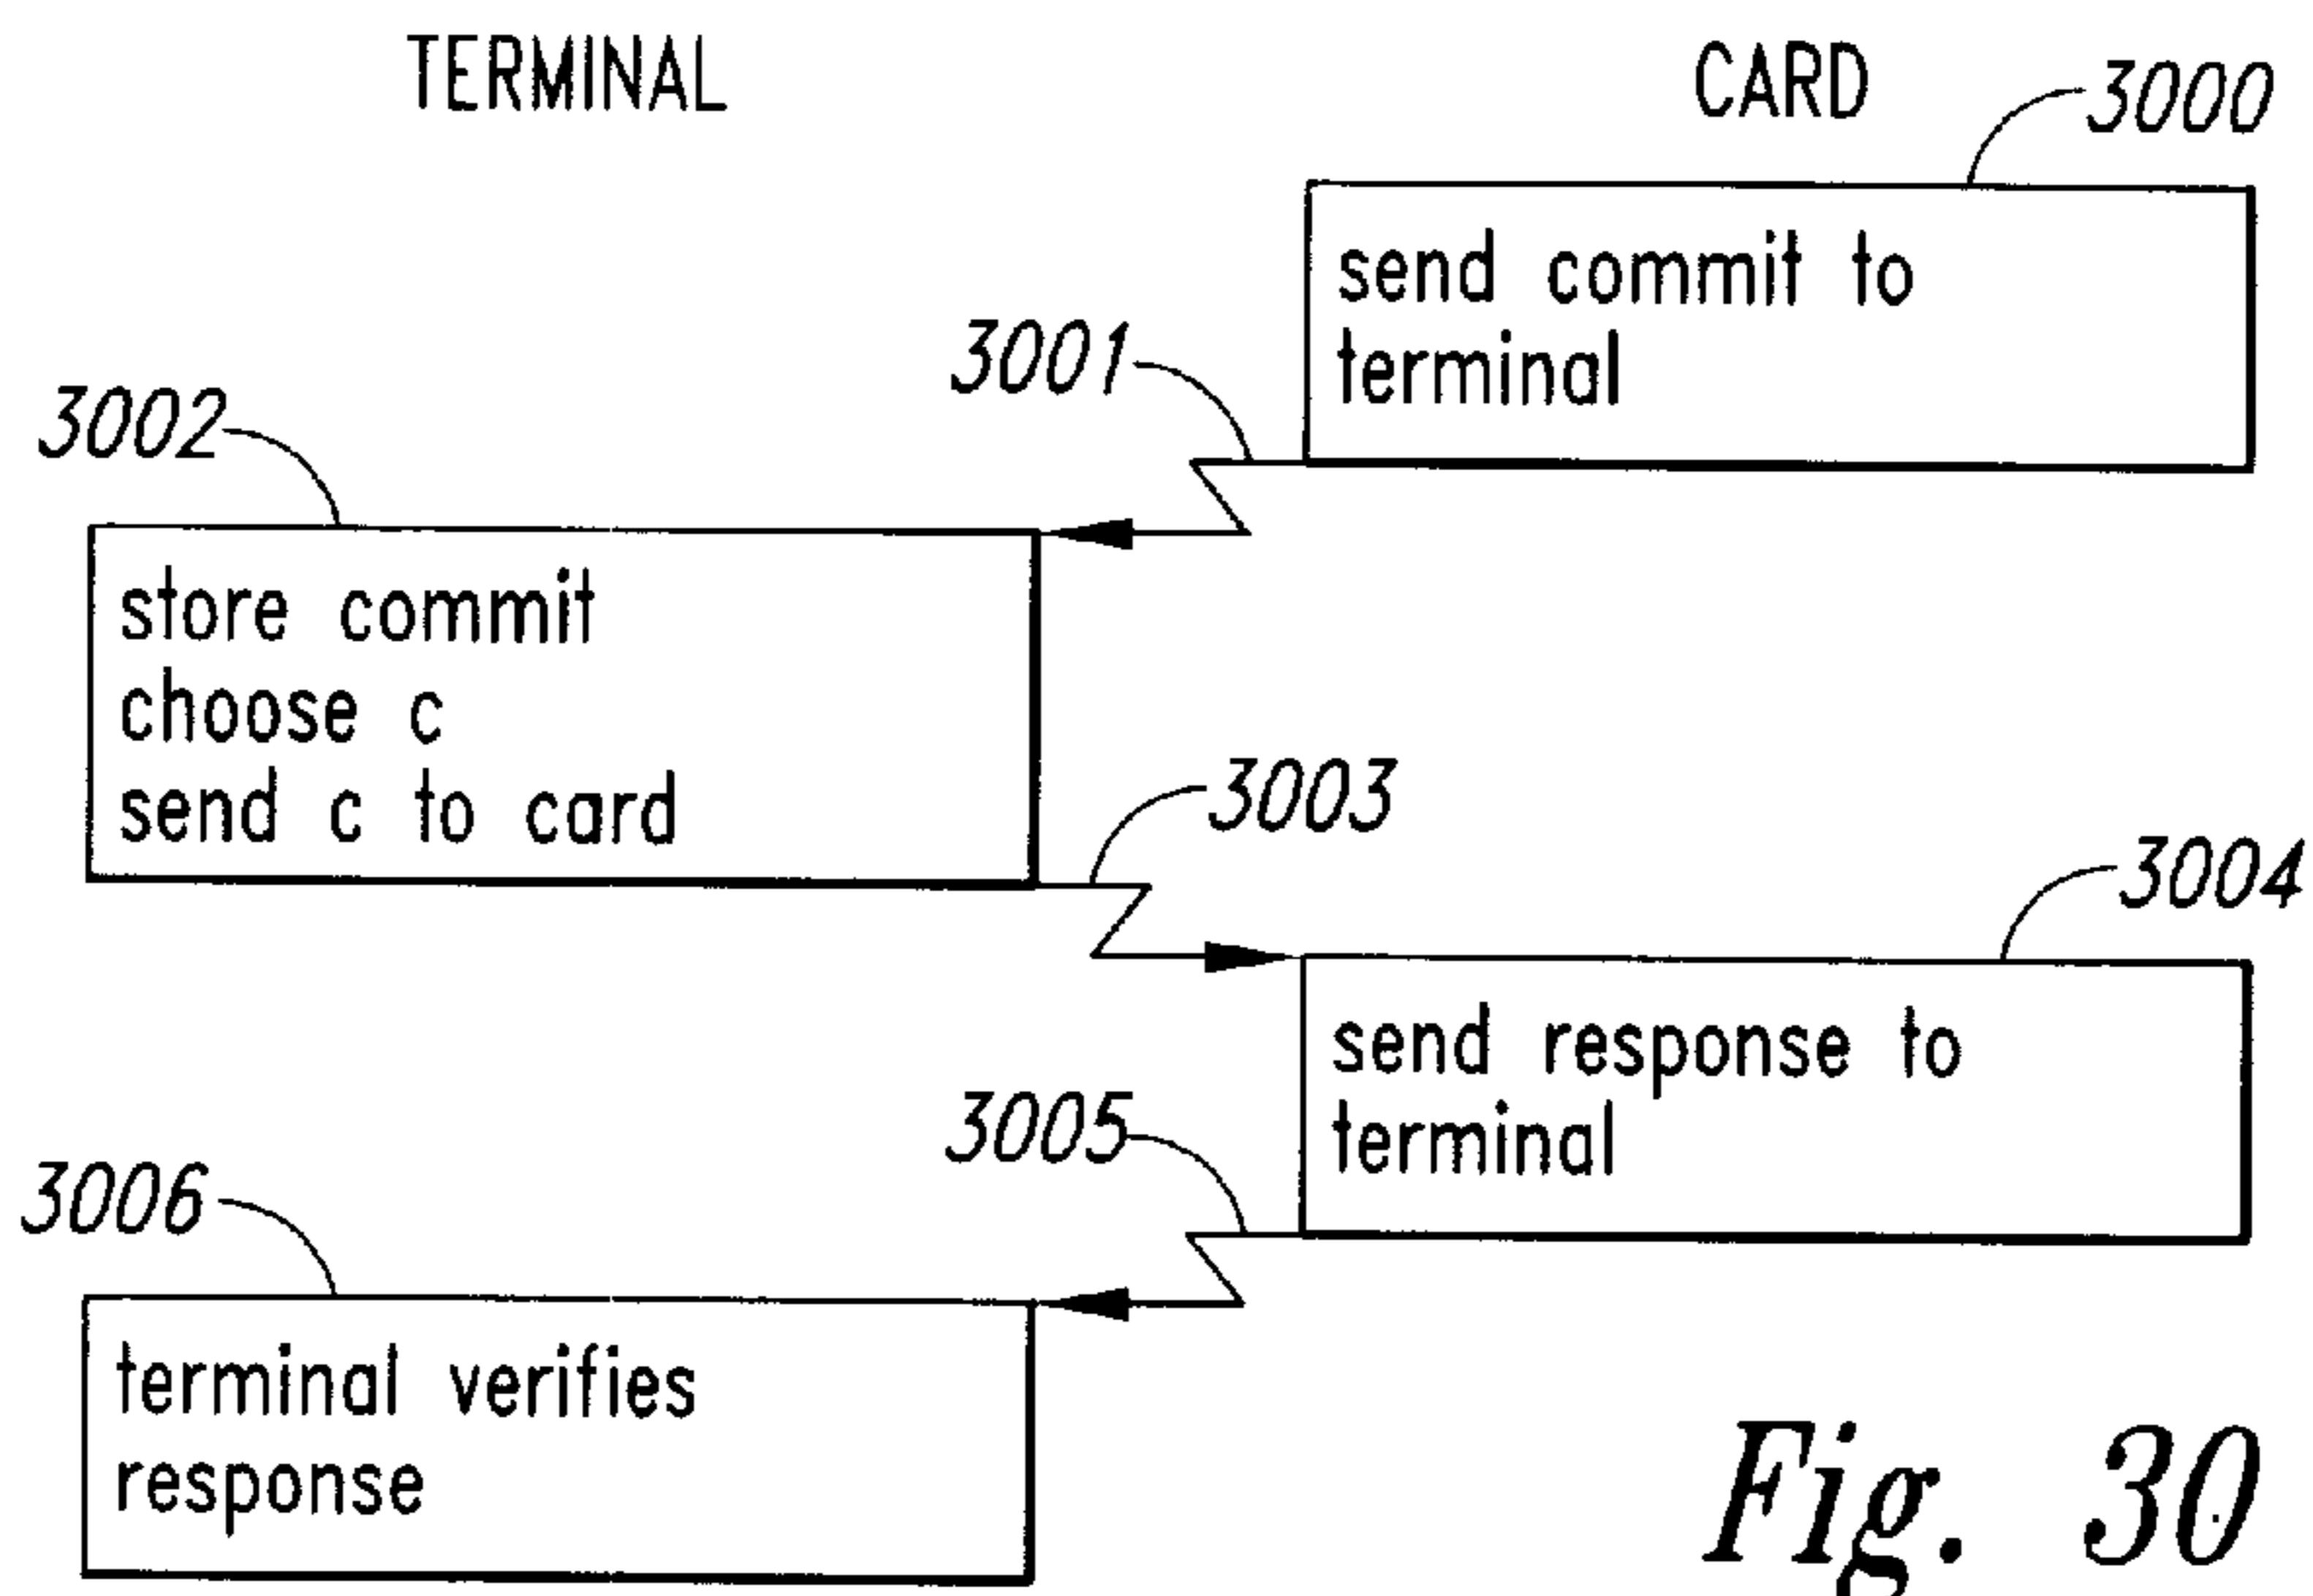 TERMINAL
CARD
3000
send commit to
terminal
3001
3002
store commit
choose c
send c to card
3003
3004
send response to
terminal
3005
3006
terminal verifies
response
Fig. 30